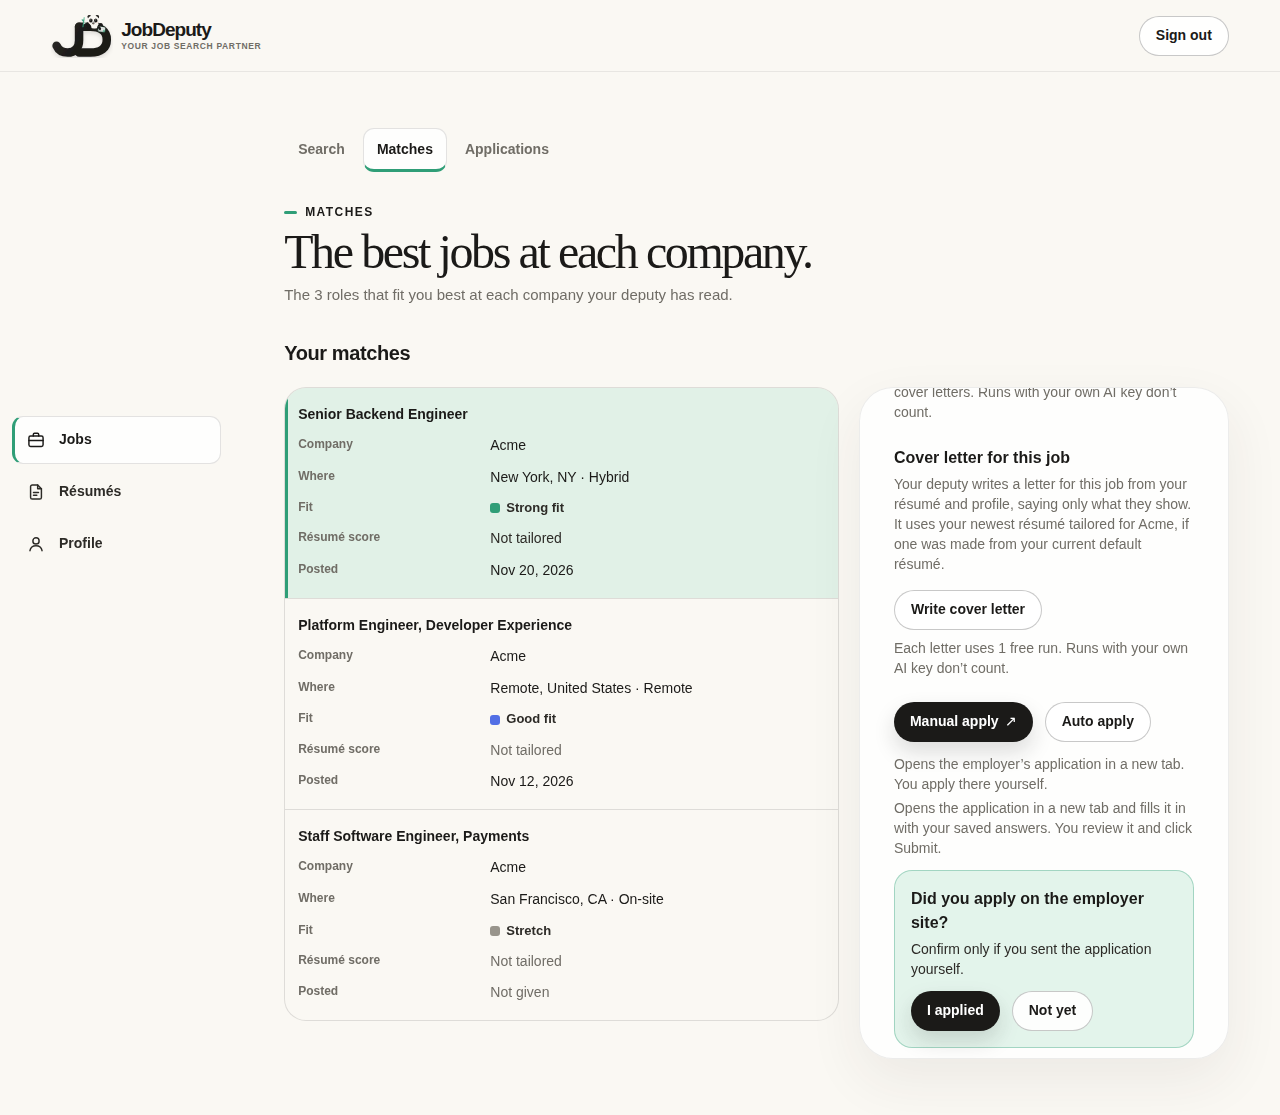 JobDeputy
YOUR JOB SEARCH PARTNER
Sign out
Search
Matches
Applications
MATCHES
The best jobs at each company.
The 3 roles that fit you best at each company your deputy has read.
Your matches
Jobs
Résumés
Profile
Senior Backend Engineer
Company
Acme
Where
New York, NY · Hybrid
Fit
Strong fit
Résumé score
Not tailored
Posted
Nov 20, 2026
Platform Engineer, Developer Experience
Company
Acme
Where
Remote, United States · Remote
Fit
Good fit
Résumé score
Not tailored
Posted
Nov 12, 2026
Staff Software Engineer, Payments
Company
Acme
Where
San Francisco, CA · On-site
Fit
Stretch
Résumé score
Not tailored
Posted
Not given
cover letters. Runs with your own AI key don’t
count.
Cover letter for this job
Your deputy writes a letter for this job from your
résumé and profile, saying only what they show.
It uses your newest résumé tailored for Acme, if
one was made from your current default
résumé.
Write cover letter
Each letter uses 1 free run. Runs with your own
AI key don’t count.
Manual apply ↗
Auto apply
Opens the employer’s application in a new tab.
You apply there yourself.
Opens the application in a new tab and fills it in
with your saved answers. You review it and click
Submit.
Did you apply on the employer
site?
Confirm only if you sent the application
yourself.
I applied
Not yet